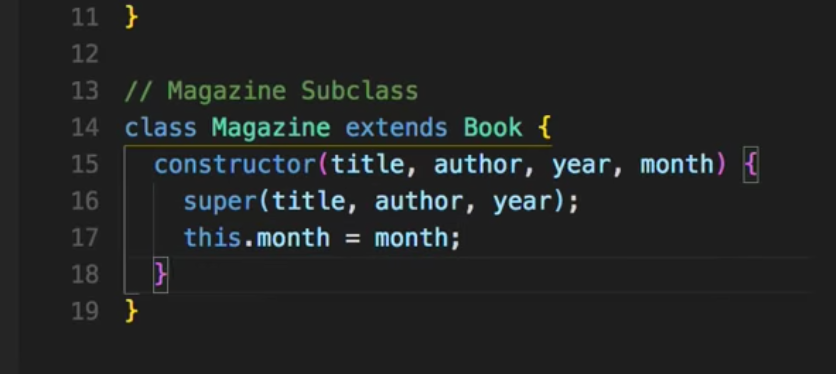 11 }
12
13 // Magazine Subclass
14 class Magazine extends Book {
15   constructor(title, author, year, month) {
16     super(title, author, year);
17     this.month = month;
18   }
19 }